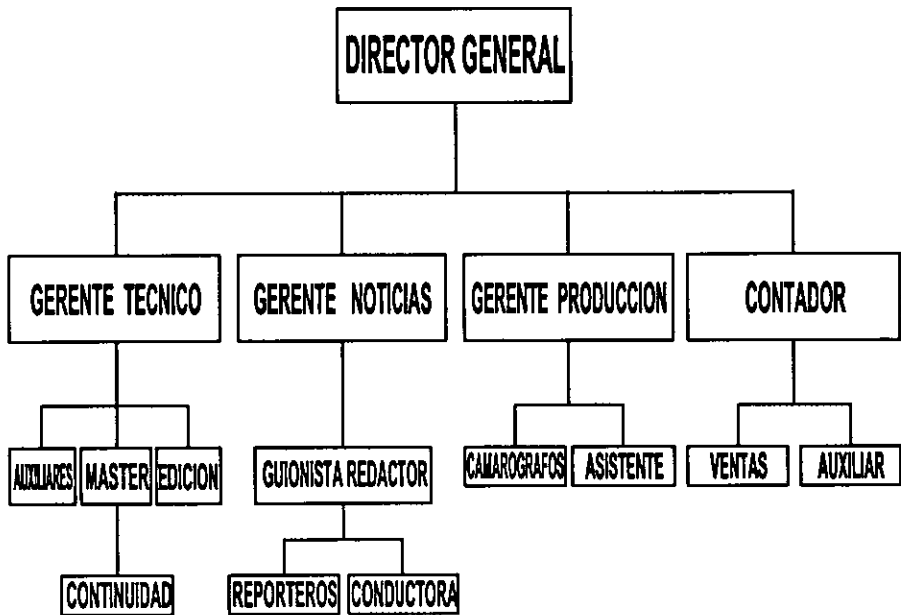 DIRECTOR GENERAL
GERENTE TECNICO
GERENTE NOTICIAS
GERENTE PRODUCCION
CONTADOR
AUXILIARES
MASTER
EDICION
GUIONISTA REDACTOR
CAMAROGRAFOS
ASISTENTE
VENTAS
AUXILIAR
CONTINUIDAD
REPORTEROS
CONDUCTORA